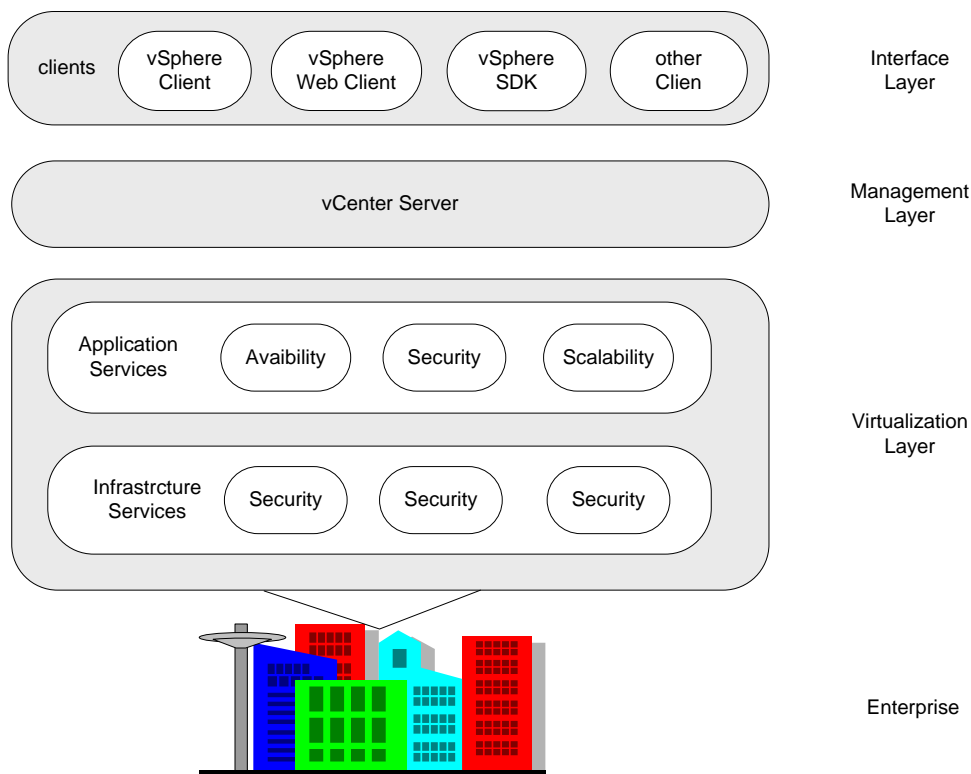 clients
vSphere
Client
vSphere
Web Client
vSphere
SDK
other
Clien
Interface
Layer
vCenter Server
Management
Layer
Application
Services
Avaibility
Security
Scalability
Virtualization
Layer
Infrastrcture
Services
Security
Security
Security
Enterprise